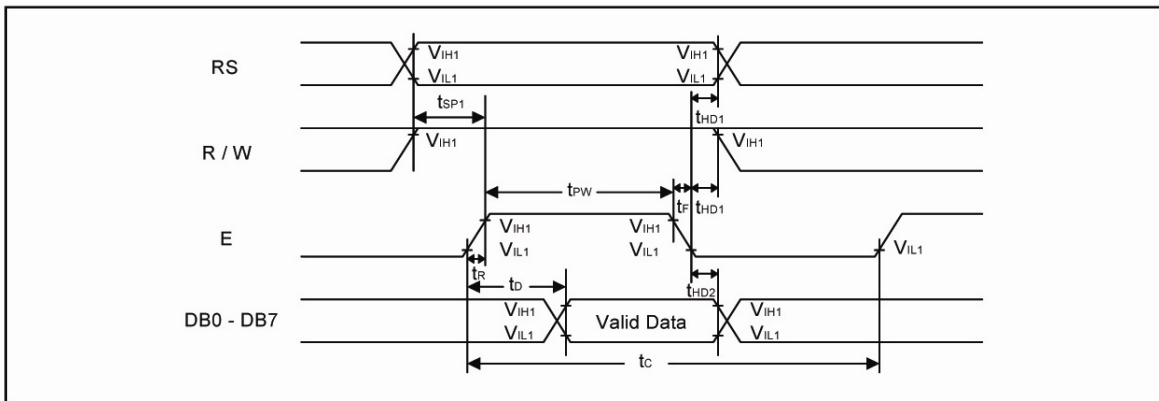 RS
VIH1
VIH1
VIL1
VIL1
tSP1
tHD1
R / W
VIH1
VIH1
tPW
tF
tHD1
E
VIH1
VIH1
VIL1
VIL1
VIL1
tR
tD
tHD2
DB0 - DB7
VIH1
Valid Data
VIH1
VIL1
VIL1
tC